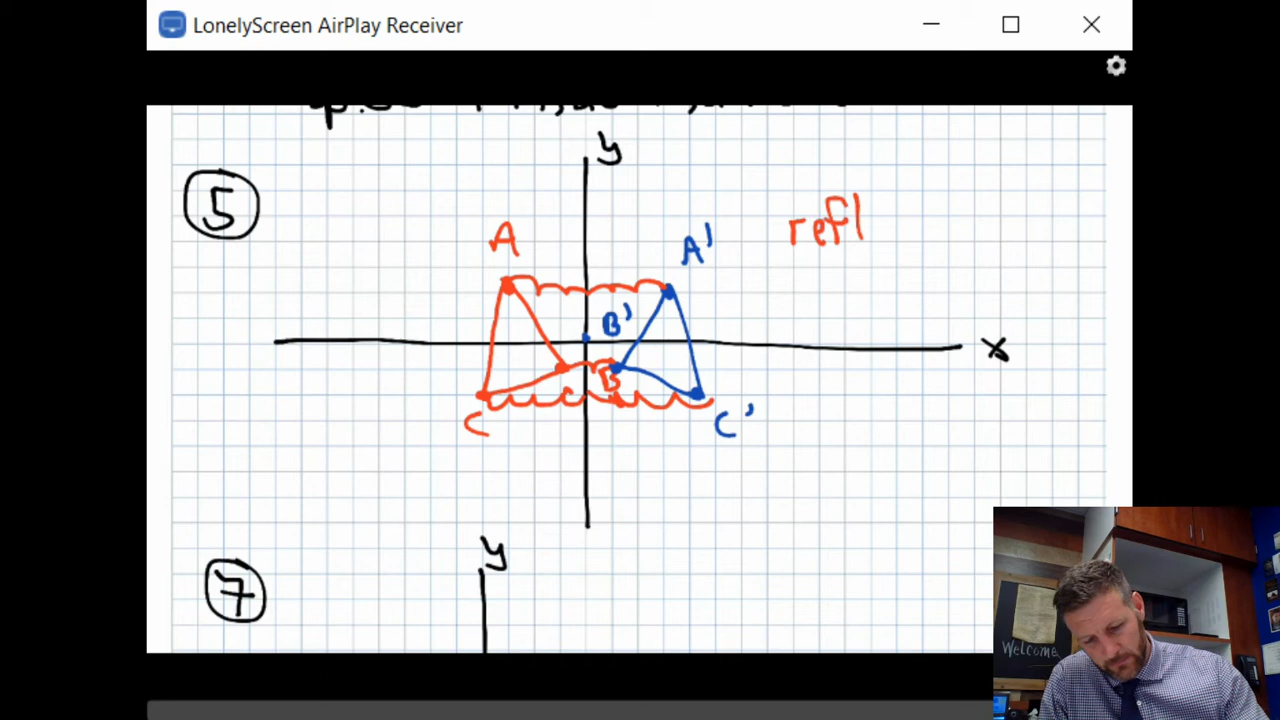 LonelyScreen AirPlay Receiver
y
5
refl
A
A'
B'
x
B
C
C'
y
7
Welcome